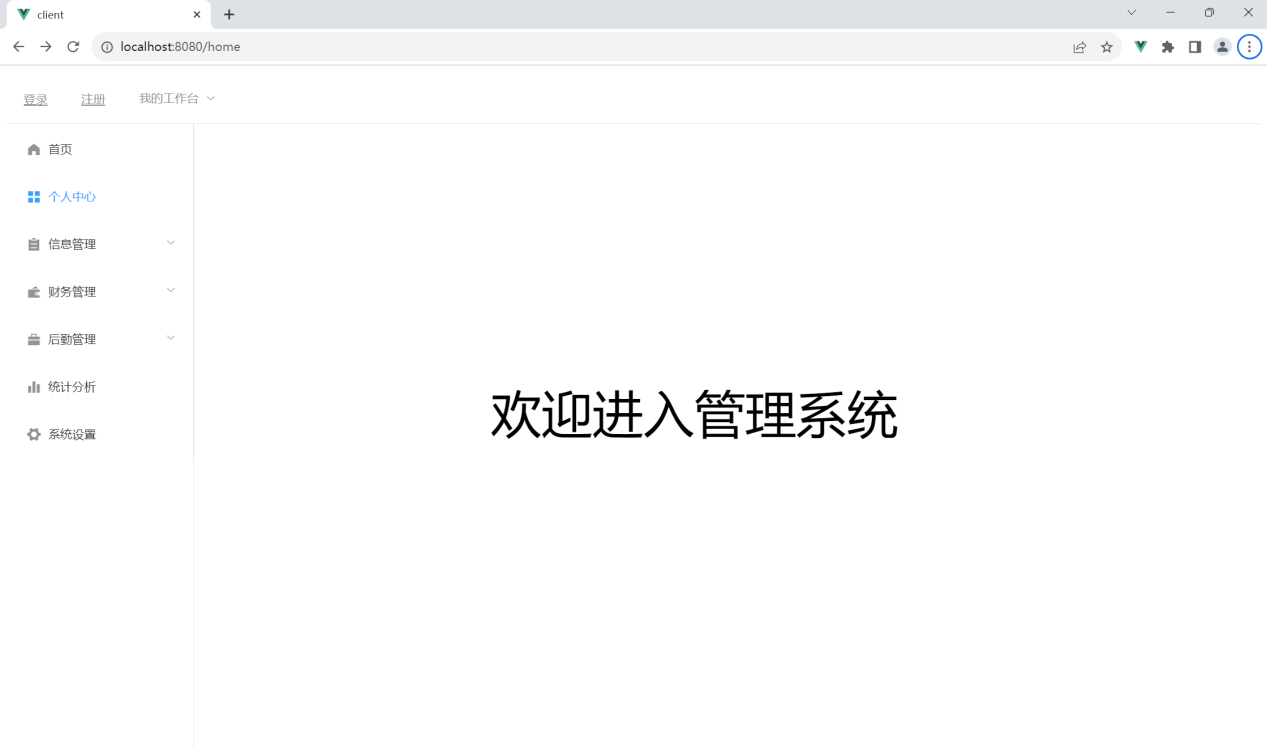 client
localhost:8080/home
登录 注册 我的工作台
首页
个人中心
信息管理
财务管理
后勤管理
统计分析
系统设置
欢迎进入管理系统